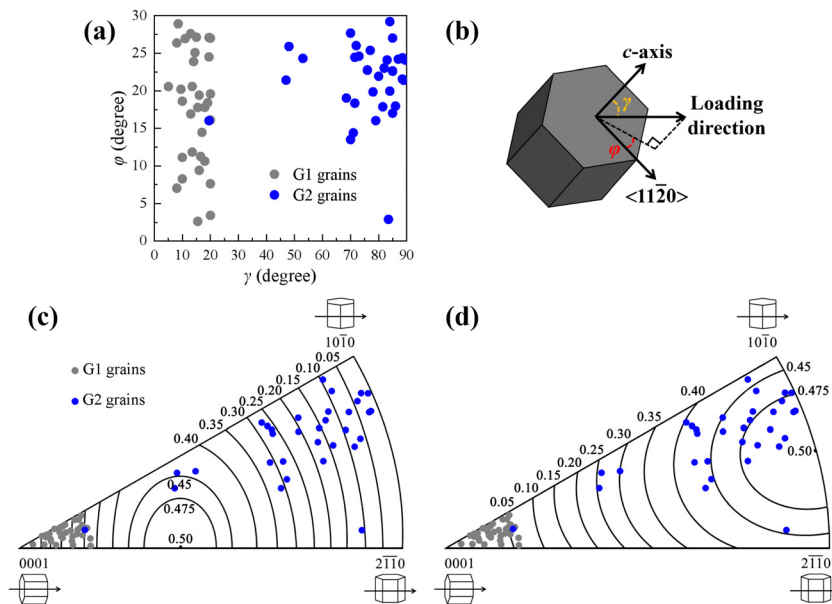 (a)
30
25
20
15
10
5
0
φ (degree)
G1 grains
G2 grains
0 10 20 30 40 50 60 70 80 90
γ (degree)
(b)
c-axis
γ
Loading
direction
φ
<112̅0>
(c)
G1 grains
G2 grains
101̅0
0.05
0.10
0.15
0.20
0.25
0.30
0.35
0.40
0.45
0.475
0.50
0001
21̅1̅0
(d)
101̅0
0.45
0.475
0.40
0.35
0.30
0.25
0.20
0.15
0.10
0.05
0.50
0001
21̅1̅0